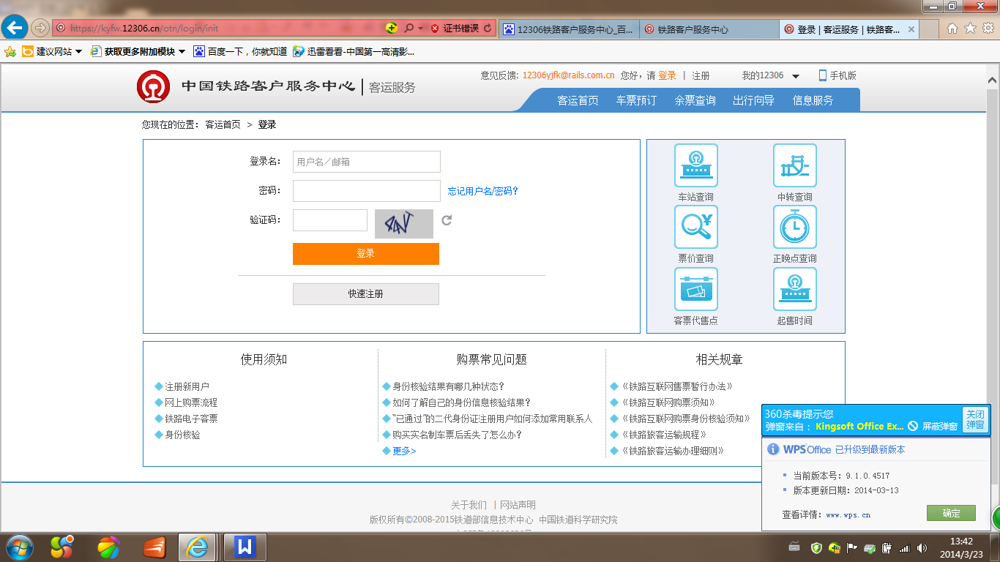 https://kyfw.12306.cn/otn/login/init
证书错误
12306铁路客户服务中心_百...
铁路客户服务中心
登录 | 客运服务 | 铁路客...
建议网站
获取更多附加模块
百度一下，你就知道
迅雷看看-中国第一高清影...
中国铁路客户服务中心 | 客运服务
意见反馈: 12306yjfk@rails.com.cn 您好，请 登录 | 注册
我的12306
手机版
客运首页 车票预订 余票查询 出行向导 信息服务
您现在的位置: 客运首页 > 登录
登录名:
用户名／邮箱
密码:
忘记用户名/密码?
验证码:
登录
快速注册
车站查询
中转查询
票价查询
正晚点查询
客票代售点
起售时间
使用须知
注册新用户
网上购票流程
铁路电子客票
身份核验
购票常见问题
身份核验结果有哪几种状态?
如何了解自己的身份信息核验结果?
“已通过”的二代身份证注册用户如何添加常用联系人
购买实名制车票后丢失了怎么办?
更多>
相关规章
《铁路互联网售票暂行办法》
《铁路互联网购票须知》
《铁路互联网购票身份核验须知》
《铁路旅客运输规程》
《铁路旅客运输办理细则》
360杀毒提示您
弹窗来自： Kingsoft Office Ex...
屏蔽弹窗
关闭
弹窗
WPS Office 已升级到最新版本
当前版本号: 9.1.0.4517
版本更新日期: 2014-03-13
查看详情: www.wps.cn
确定
关于我们 | 网站声明
版权所有©2008-2015铁道部信息技术中心 中国铁道科学研究院
13:42
2014/3/23